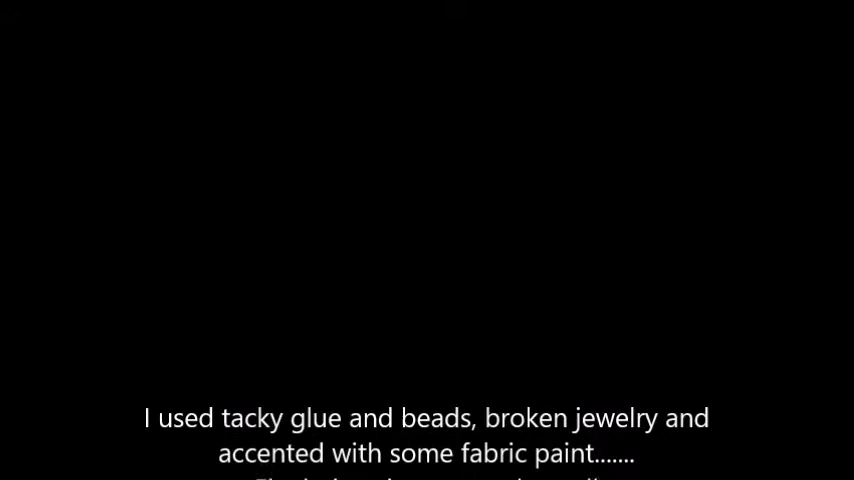 I used tacky glue and beads, broken jewelry and
accented with some fabric paint.......